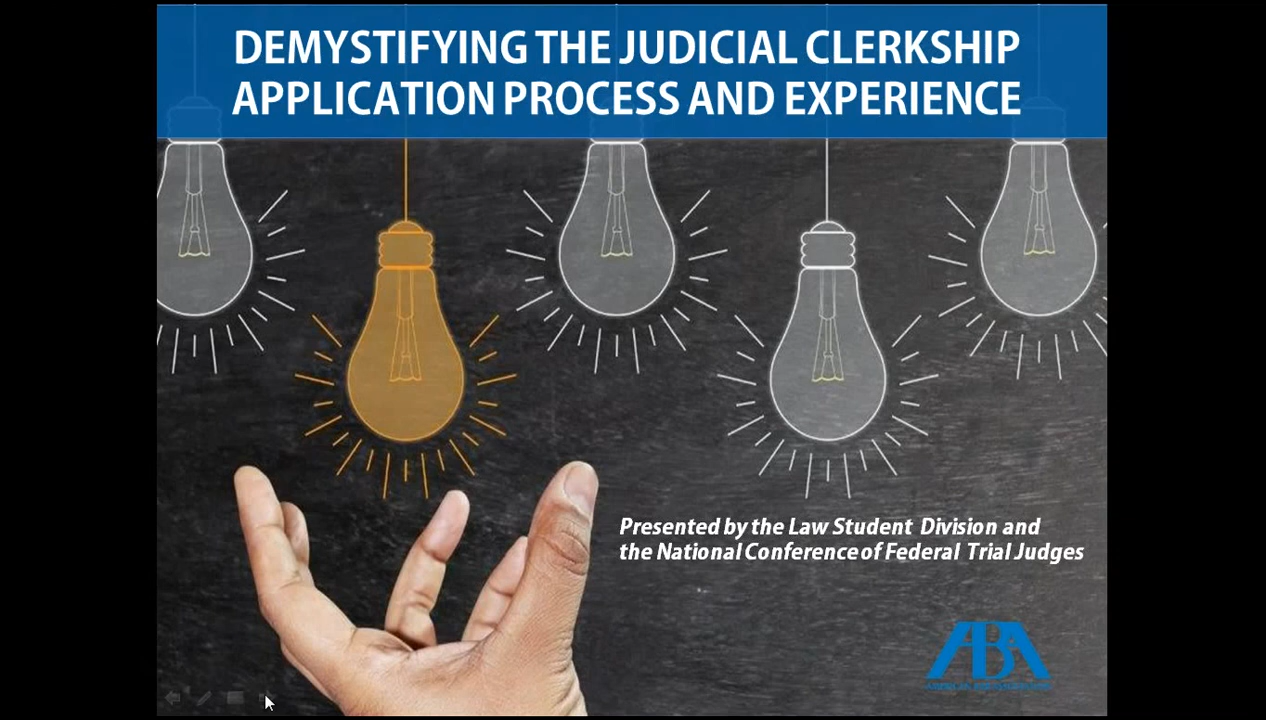 DEMYSTIFYING THE JUDICIAL CLERKSHIP
APPLICATION PROCESS AND EXPERIENCE
Presented by the Law Student Division and
the National Conference of Federal Trial Judges
ABA